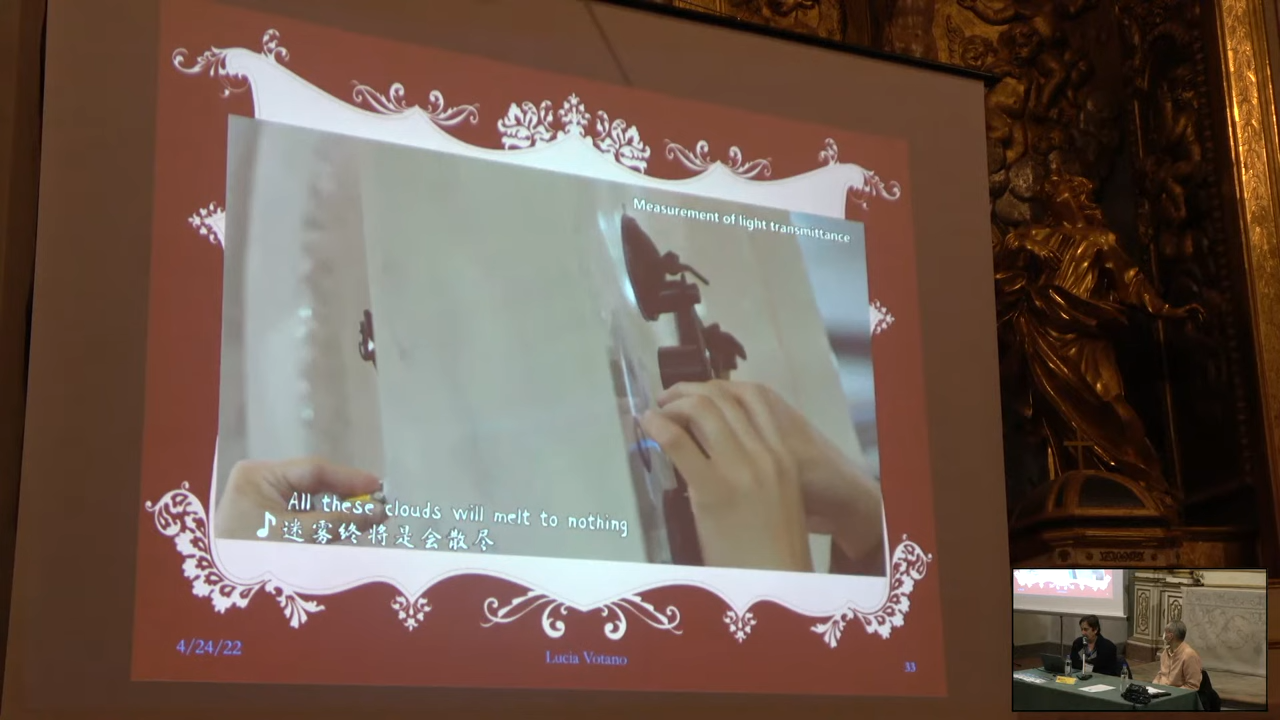 Measurement of light transmittance
All these clouds will melt to nothing
♪迷雾终將是会散尽
4/24/22
Lucia Votano
33